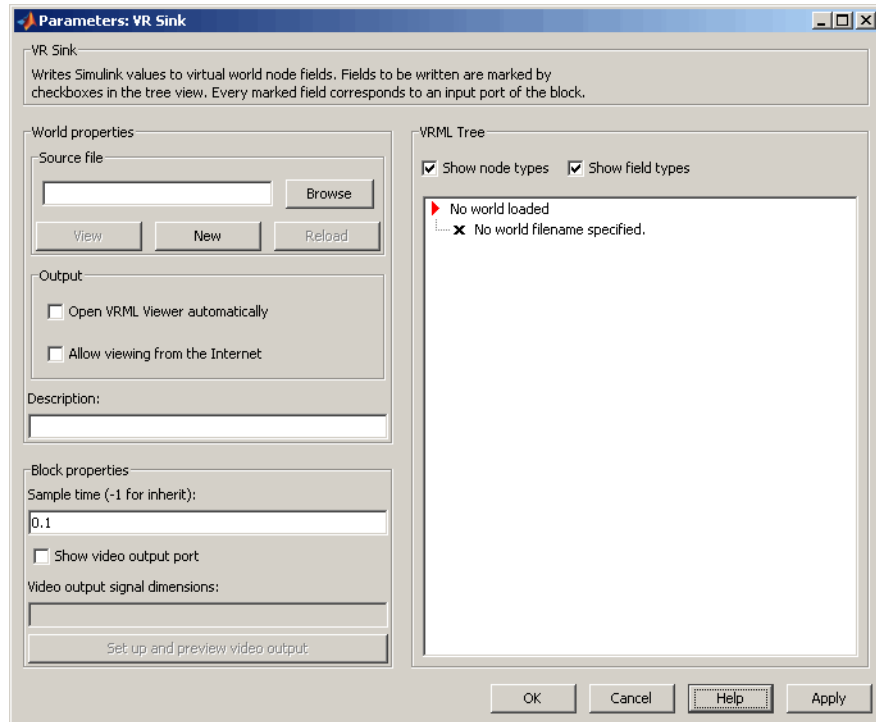 Parameters: VR Sink
VR Sink
Writes Simulink values to virtual world node fields. Fields to be written are marked by
checkboxes in the tree view. Every marked field corresponds to an input port of the block.
World properties
Source file
Browse
View
New
Reload
Output
Open VRML Viewer automatically
Allow viewing from the Internet
Description:
Block properties
Sample time (-1 for inherit):
0.1
Show video output port
Video output signal dimensions:
Set up and preview video output
VRML Tree
Show node types
Show field types
No world loaded
No world filename specified.
OK
Cancel
Help
Apply